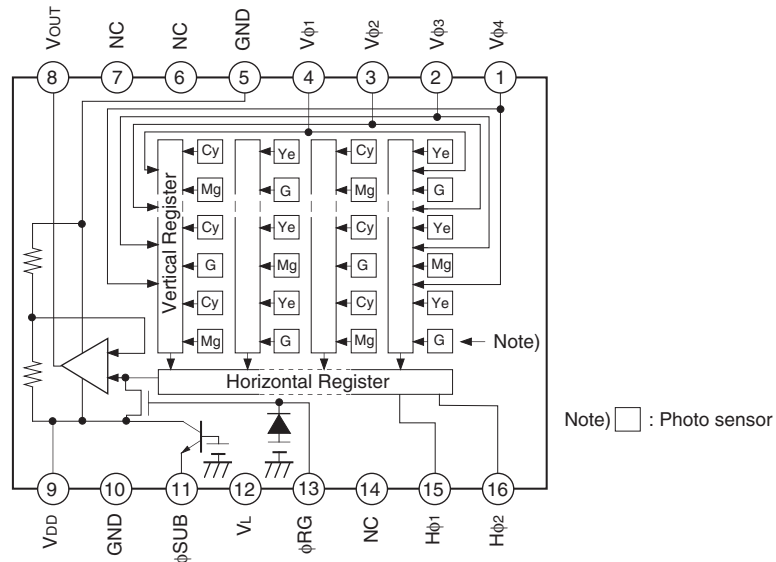 VOUT NC NC GND Vφ1 Vφ2 Vφ3 Vφ4
8 7 6 5 4 3 2 1
Vertical Register
Cy Ye Cy Ye
Mg G Mg G
Cy Ye Cy Ye
G Mg G Mg
Cy Ye Cy Ye
Mg G Mg G
Note)
Horizontal Register
Note) : Photo sensor
9 10 11 12 13 14 15 16
VDD GND φSUB VL φRG NC Hφ1 Hφ2